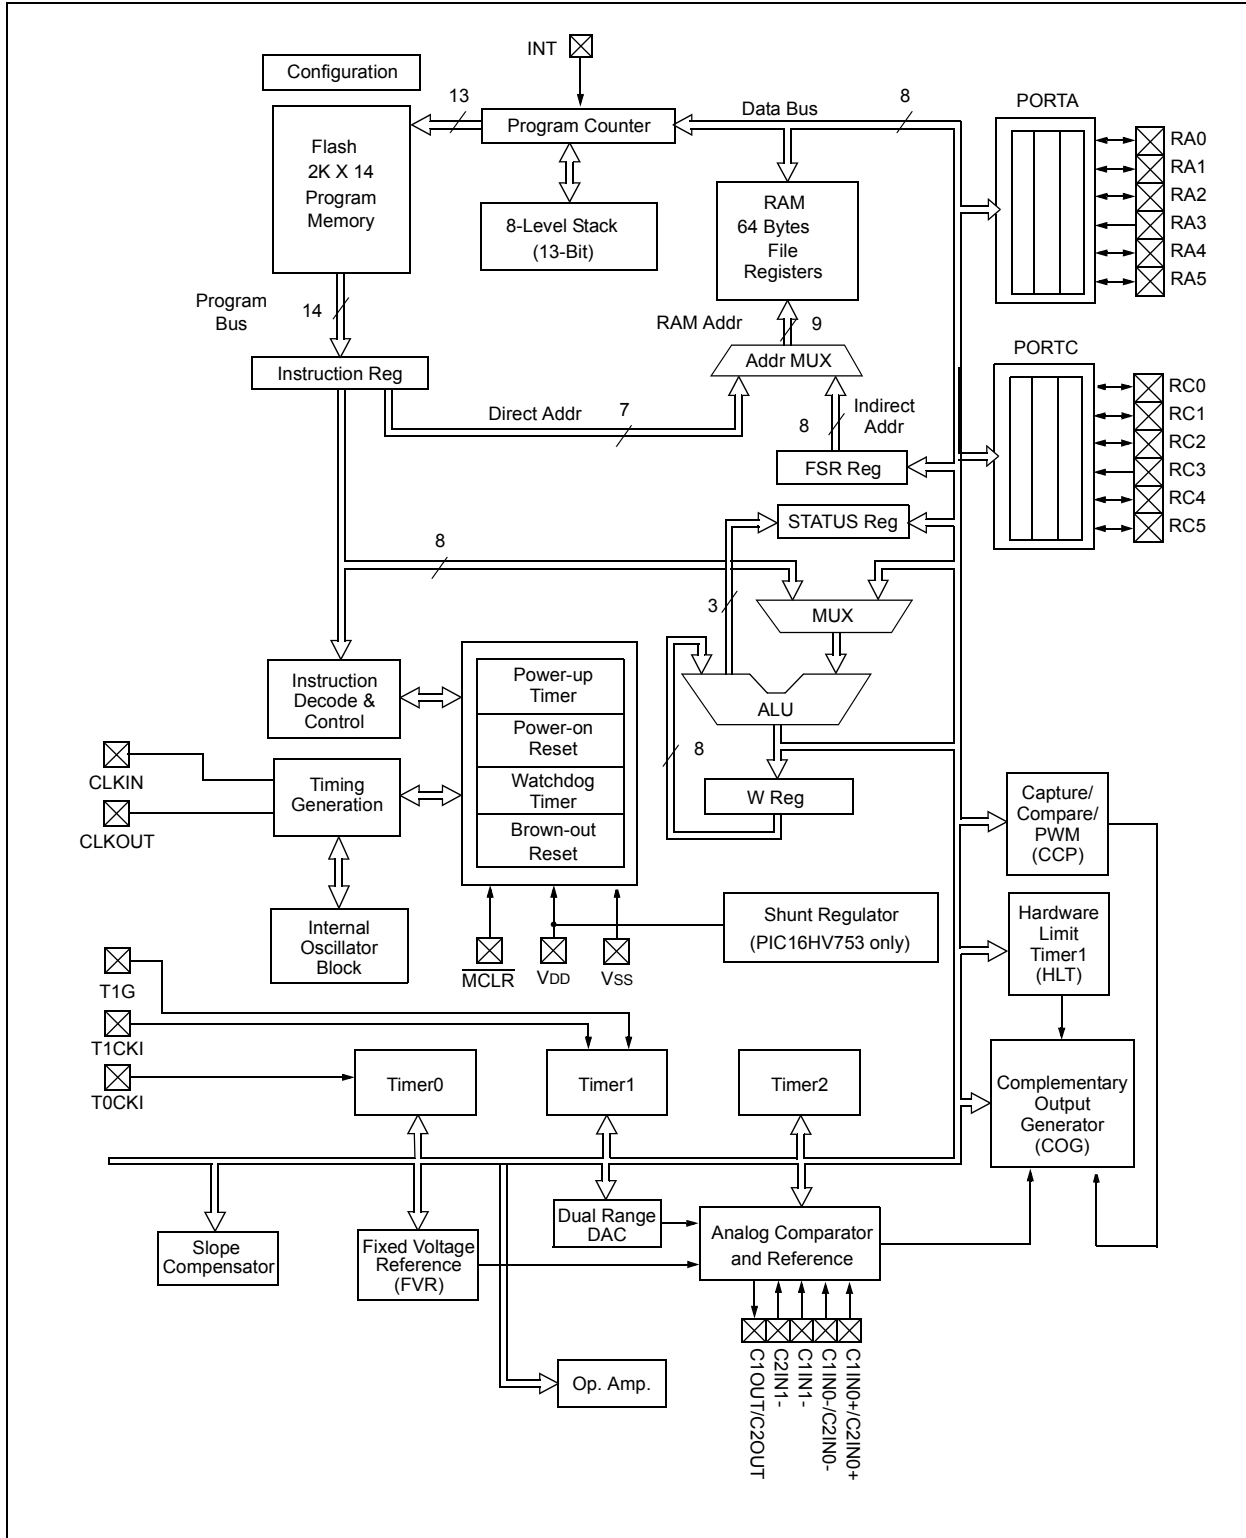 INT
Configuration
13
Data Bus
8
PORTA
Program Counter
Flash
2K X 14
Program
Memory
8-Level Stack
(13-Bit)
RAM
64 Bytes
File
Registers
RA0
RA1
RA2
RA3
RA4
RA5
Program
Bus
14
RAM Addr
9
Addr MUX
PORTC
Instruction Reg
Direct Addr
7
8
Indirect
Addr
FSR Reg
STATUS Reg
RC0
RC1
RC2
RC3
RC4
RC5
8
3
MUX
Instruction
Decode &
Control
Power-up
Timer
Power-on
Reset
Watchdog
Timer
Brown-out
Reset
ALU
8
W Reg
CLKIN
CLKOUT
Timing
Generation
Internal
Oscillator
Block
Capture/
Compare/
PWM
(CCP)
Shunt Regulator
(PIC16HV753 only)
Hardware
Limit
Timer1
(HLT)
MCLR
VDD
VSS
T1G
T1CKI
T0CKI
Timer0
Timer1
Timer2
Complementary
Output
Generator
(COG)
Slope
Compensator
Fixed Voltage
Reference
(FVR)
Dual Range
DAC
Analog Comparator
and Reference
Op. Amp.
C1OUT/C2OUT
C2IN1-
C1IN1-
C1IN0-/C2IN0-
C1IN0+/C2IN0+